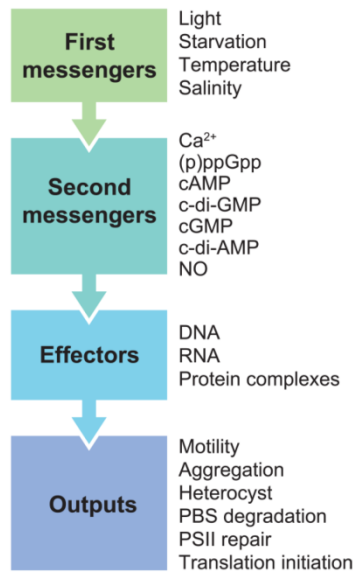 First
messengers
Light
Starvation
Temperature
Salinity
Second
messengers
Ca²⁺
(p)ppGpp
cAMP
c-di-GMP
cGMP
c-di-AMP
NO
Effectors
DNA
RNA
Protein complexes
Outputs
Motility
Aggregation
Heterocyst
PBS degradation
PSII repair
Translation initiation